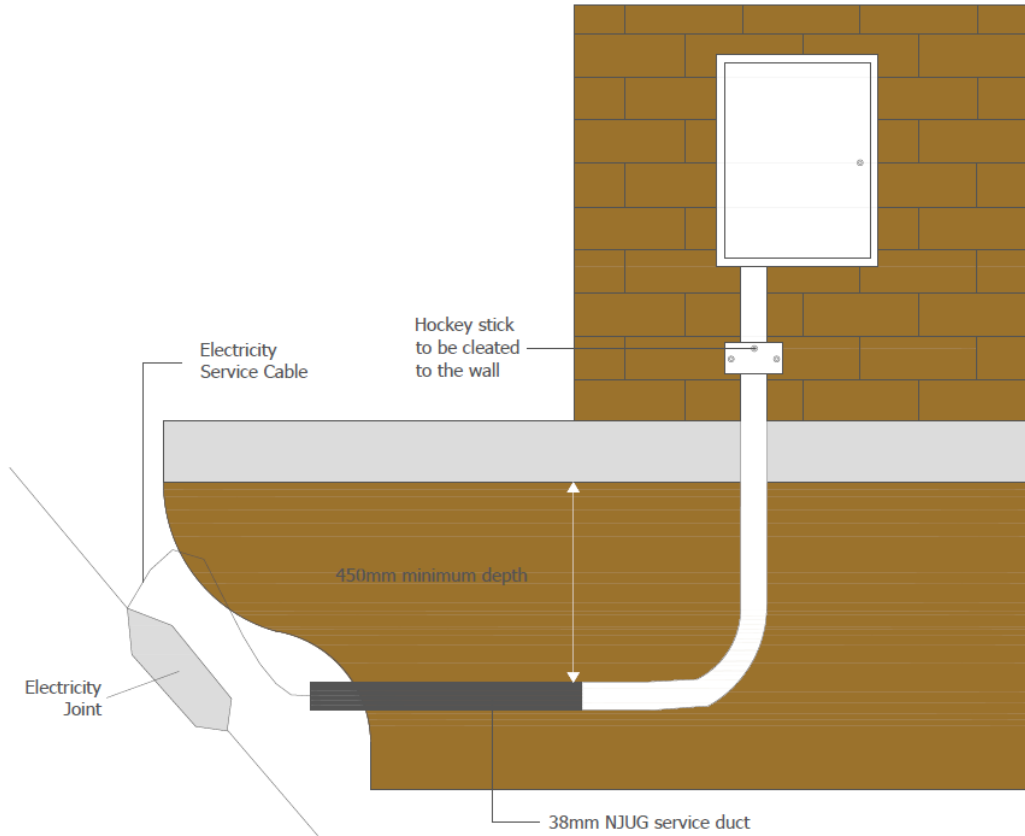 Hockey stick
to be cleated
to the wall
Electricity
Service Cable
450mm minimum depth
Electricity
Joint
38mm NJUG service duct